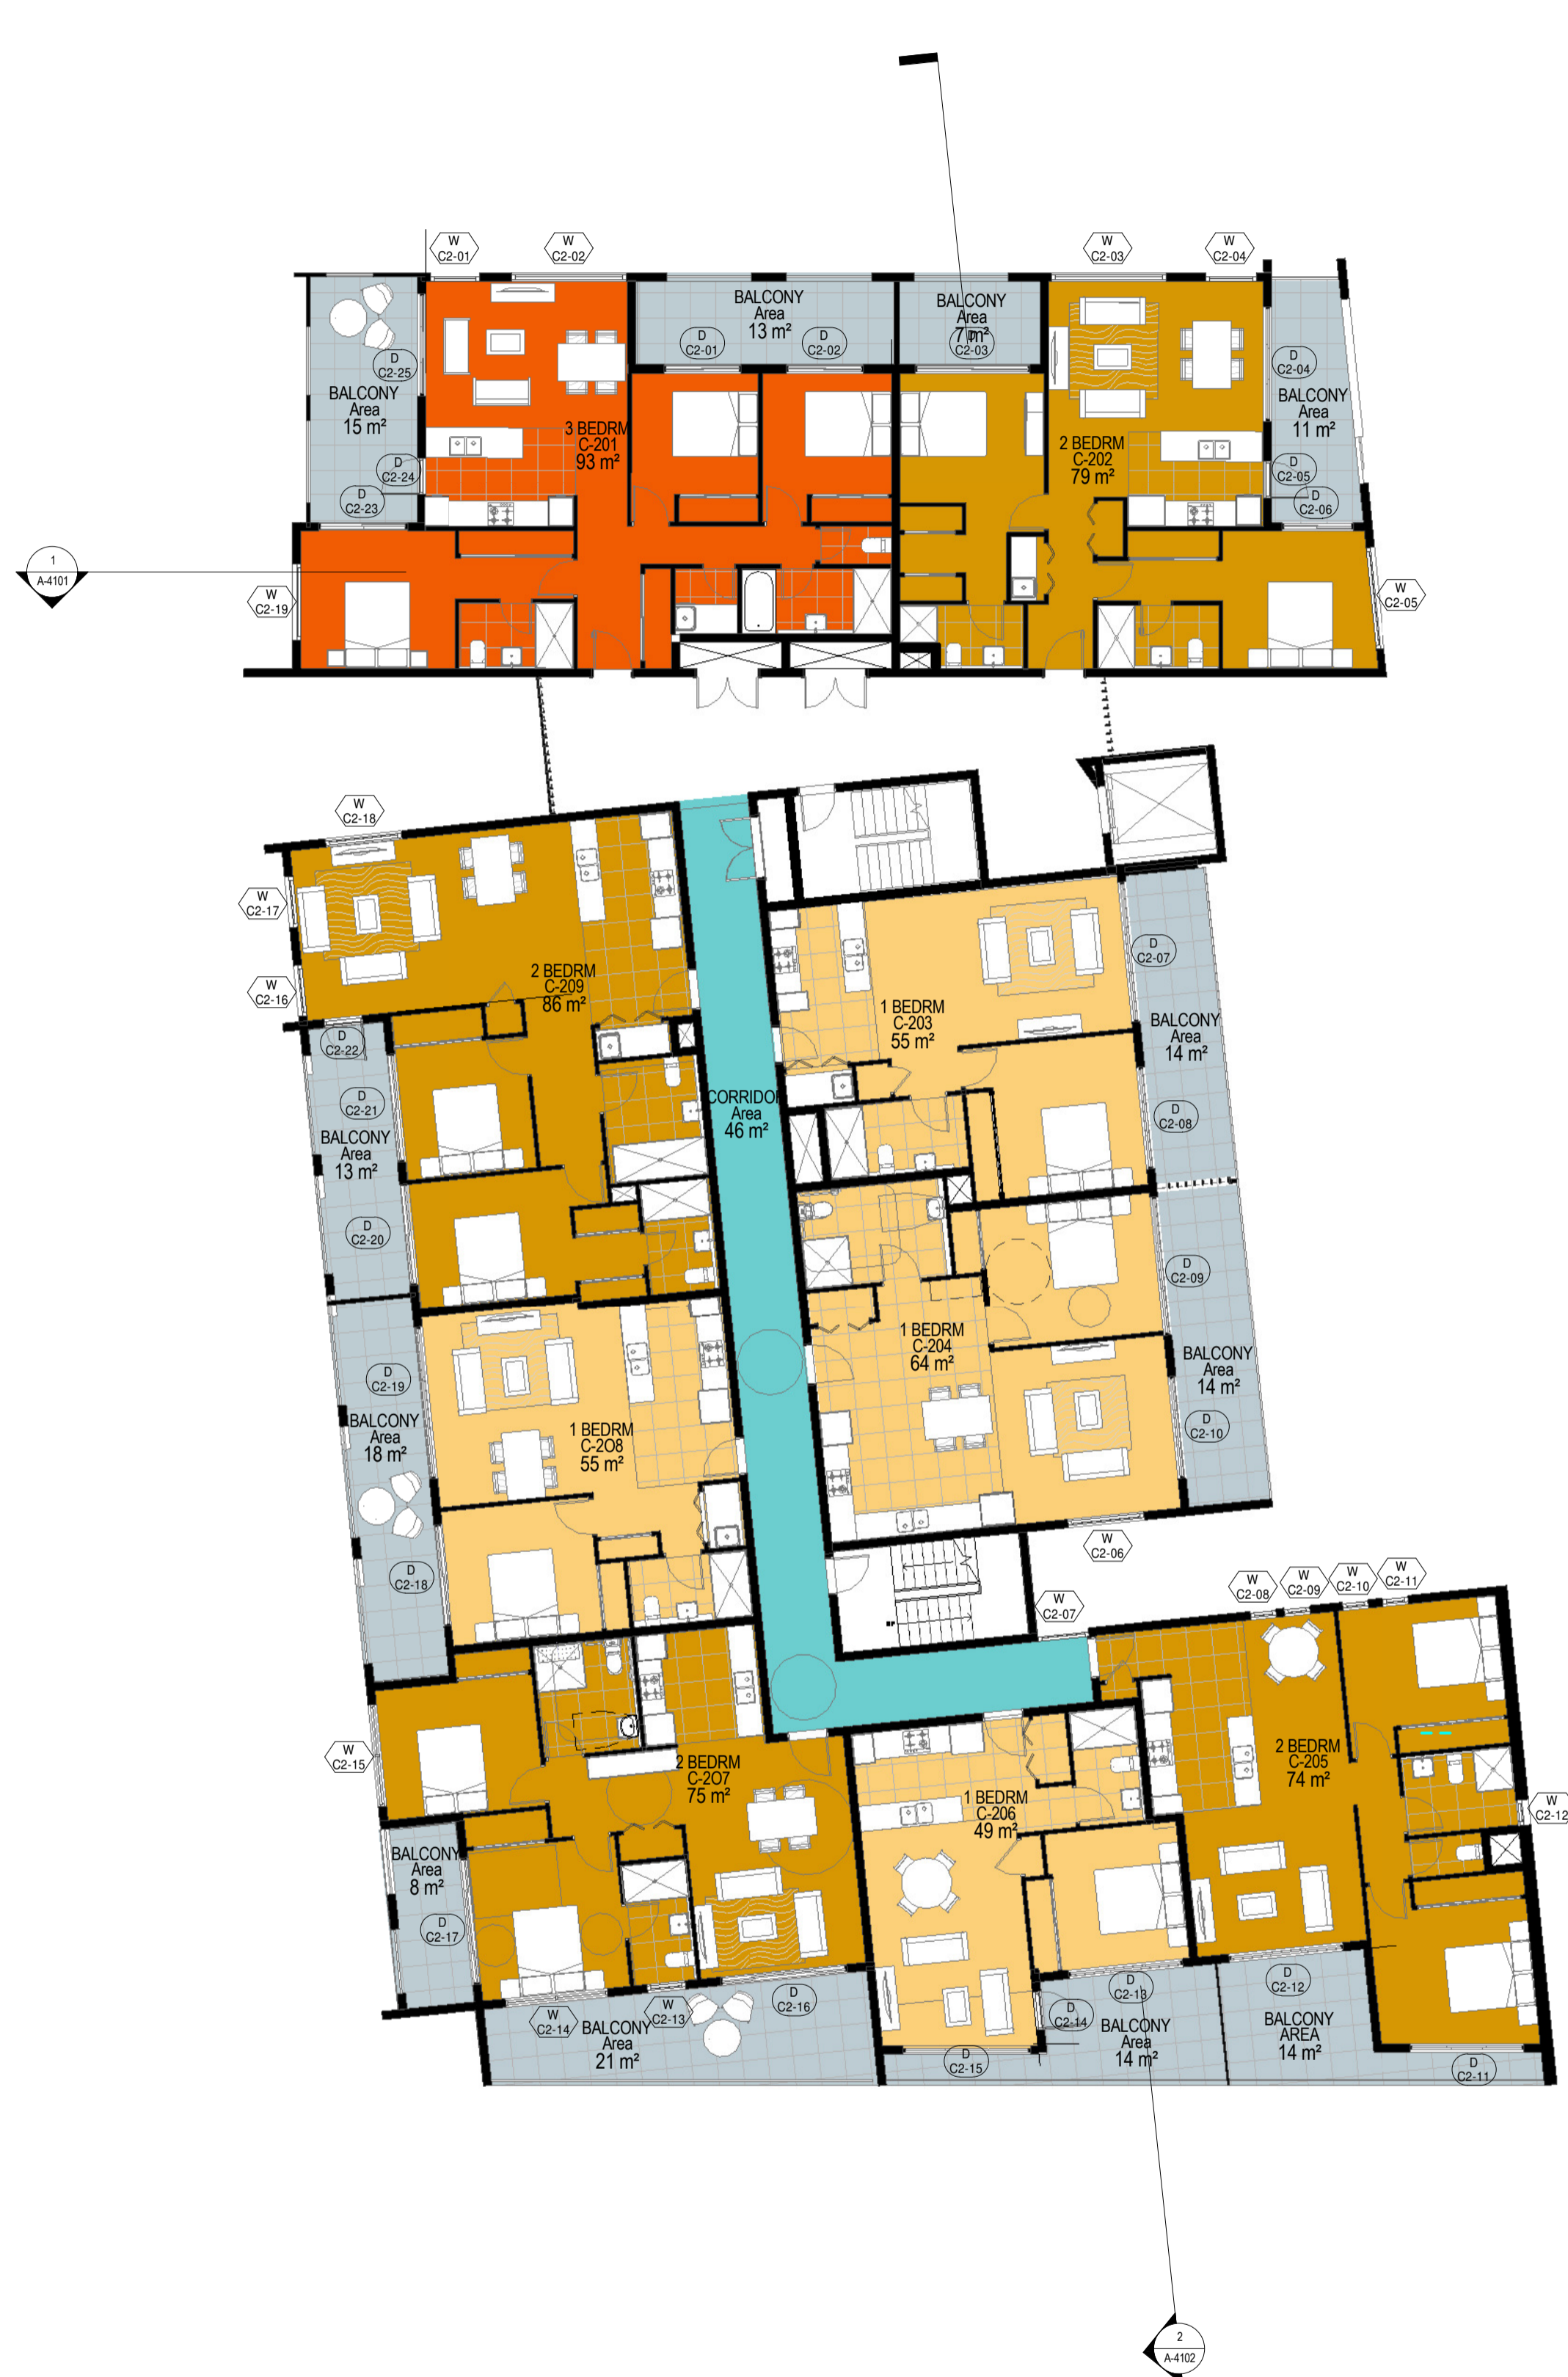 W
C2-01
W
C2-02
W
C2-03
W
C2-04
BALCONY
Area
13 m²
BALCONY
Area
7 m²
D
C2-01
D
C2-02
D
C2-03
D
C2-25
D
C2-04
BALCONY
Area
15 m²
BALCONY
Area
11 m²
3 BEDRM
C-201
93 m²
2 BEDRM
C-202
79 m²
D
C2-24
D
C2-05
D
C2-23
D
C2-06
1
A-4101
W
C2-19
W
C2-05
W
C2-18
W
C2-17
W
C2-16
2 BEDRM
C-209
86 m²
D
C2-07
1 BEDRM
C-203
55 m²
BALCONY
Area
14 m²
D
C2-22
D
C2-21
CORRIDOR
Area
46 m²
D
C2-08
BALCONY
Area
13 m²
D
C2-20
D
C2-09
1 BEDRM
C-204
64 m²
BALCONY
Area
14 m²
D
C2-19
BALCONY
Area
18 m²
1 BEDRM
C-2O8
55 m²
D
C2-10
D
C2-18
W
C2-06
W
C2-07
W
C2-08
W
C2-09
W
C2-10
W
C2-11
W
C2-15
2 BEDRM
C-2O7
75 m²
2 BEDRM
C-205
74 m²
1 BEDRM
C-206
49 m²
W
C2-12
BALCONY
Area
8 m²
D
C2-17
W
C2-14
W
C2-13
D
C2-16
D
C2-13
D
C2-12
D
C2-14
BALCONY
Area
21 m²
BALCONY
Area
14 m²
BALCONY
AREA
14 m²
D
C2-15
D
C2-11
2
A-4102